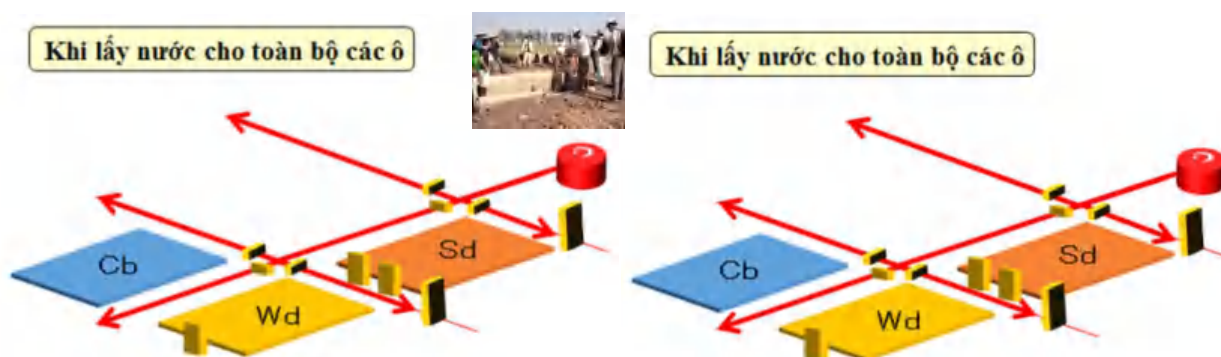 Khi lấy nước cho toàn bộ các ô
Khi lấy nước cho toàn bộ các ô
Cb
Sd
Wd
Cb
Sd
Wd